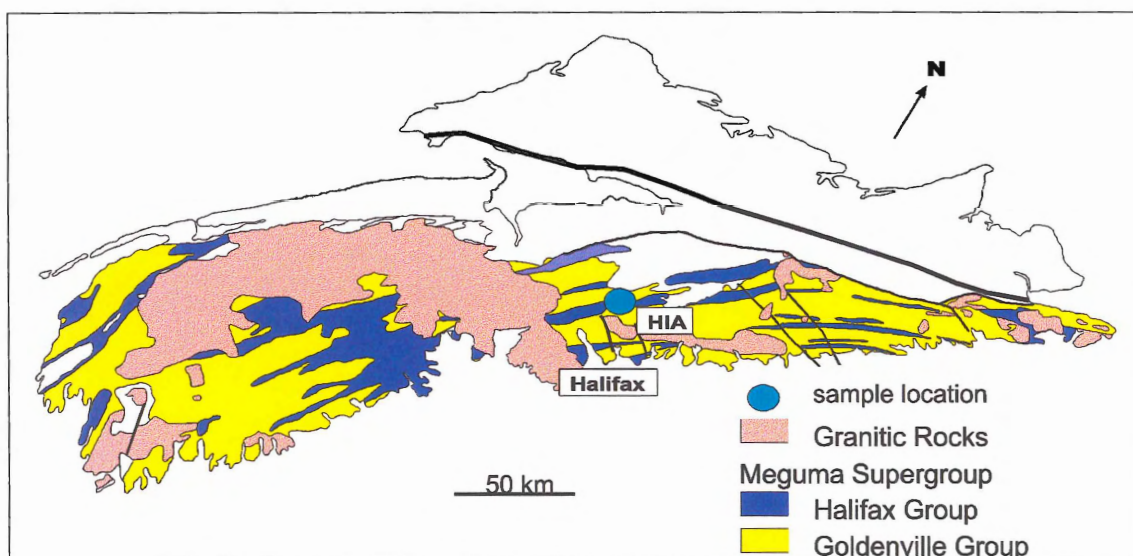 N
HIA
Halifax
sample location
Granitic Rocks
50 km
Meguma Supergroup
Halifax Group
Goldenville Group